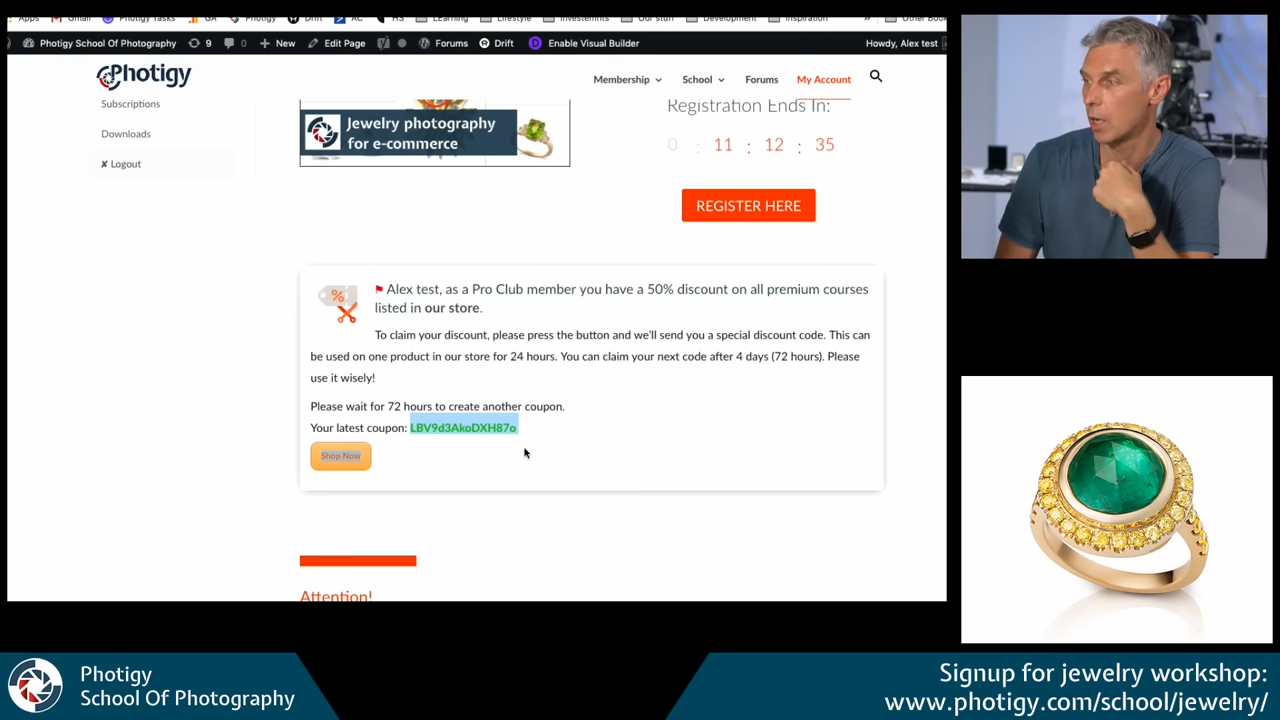 Apps Gmail Photigy Tasks GA Photigy Drift AC H3 LEarning Lifestyle Investemnts Our stuff Development Inspiration » Other Book
Photigy School Of Photography 9 0 + New Edit Page Forums Drift Enable Visual Builder Howdy, Alex test
Photigy
Membership School Forums My Account
Subscriptions
Downloads
✘ Logout
Jewelry photography
for e-commerce
Registration Ends In:
0 : 11 : 12 : 35
REGISTER HERE
%
Alex test, as a Pro Club member you have a 50% discount on all premium courses
listed in our store.
To claim your discount, please press the button and we'll send you a special discount code. This can
be used on one product in our store for 24 hours. You can claim your next code after 4 days (72 hours). Please
use it wisely!
Please wait for 72 hours to create another coupon.
Your latest coupon: LBV9d3AkoDXH87o
Shop Now
Attention!
Photigy
School Of Photography
Signup for jewelry workshop:
www.photigy.com/school/jewelry/